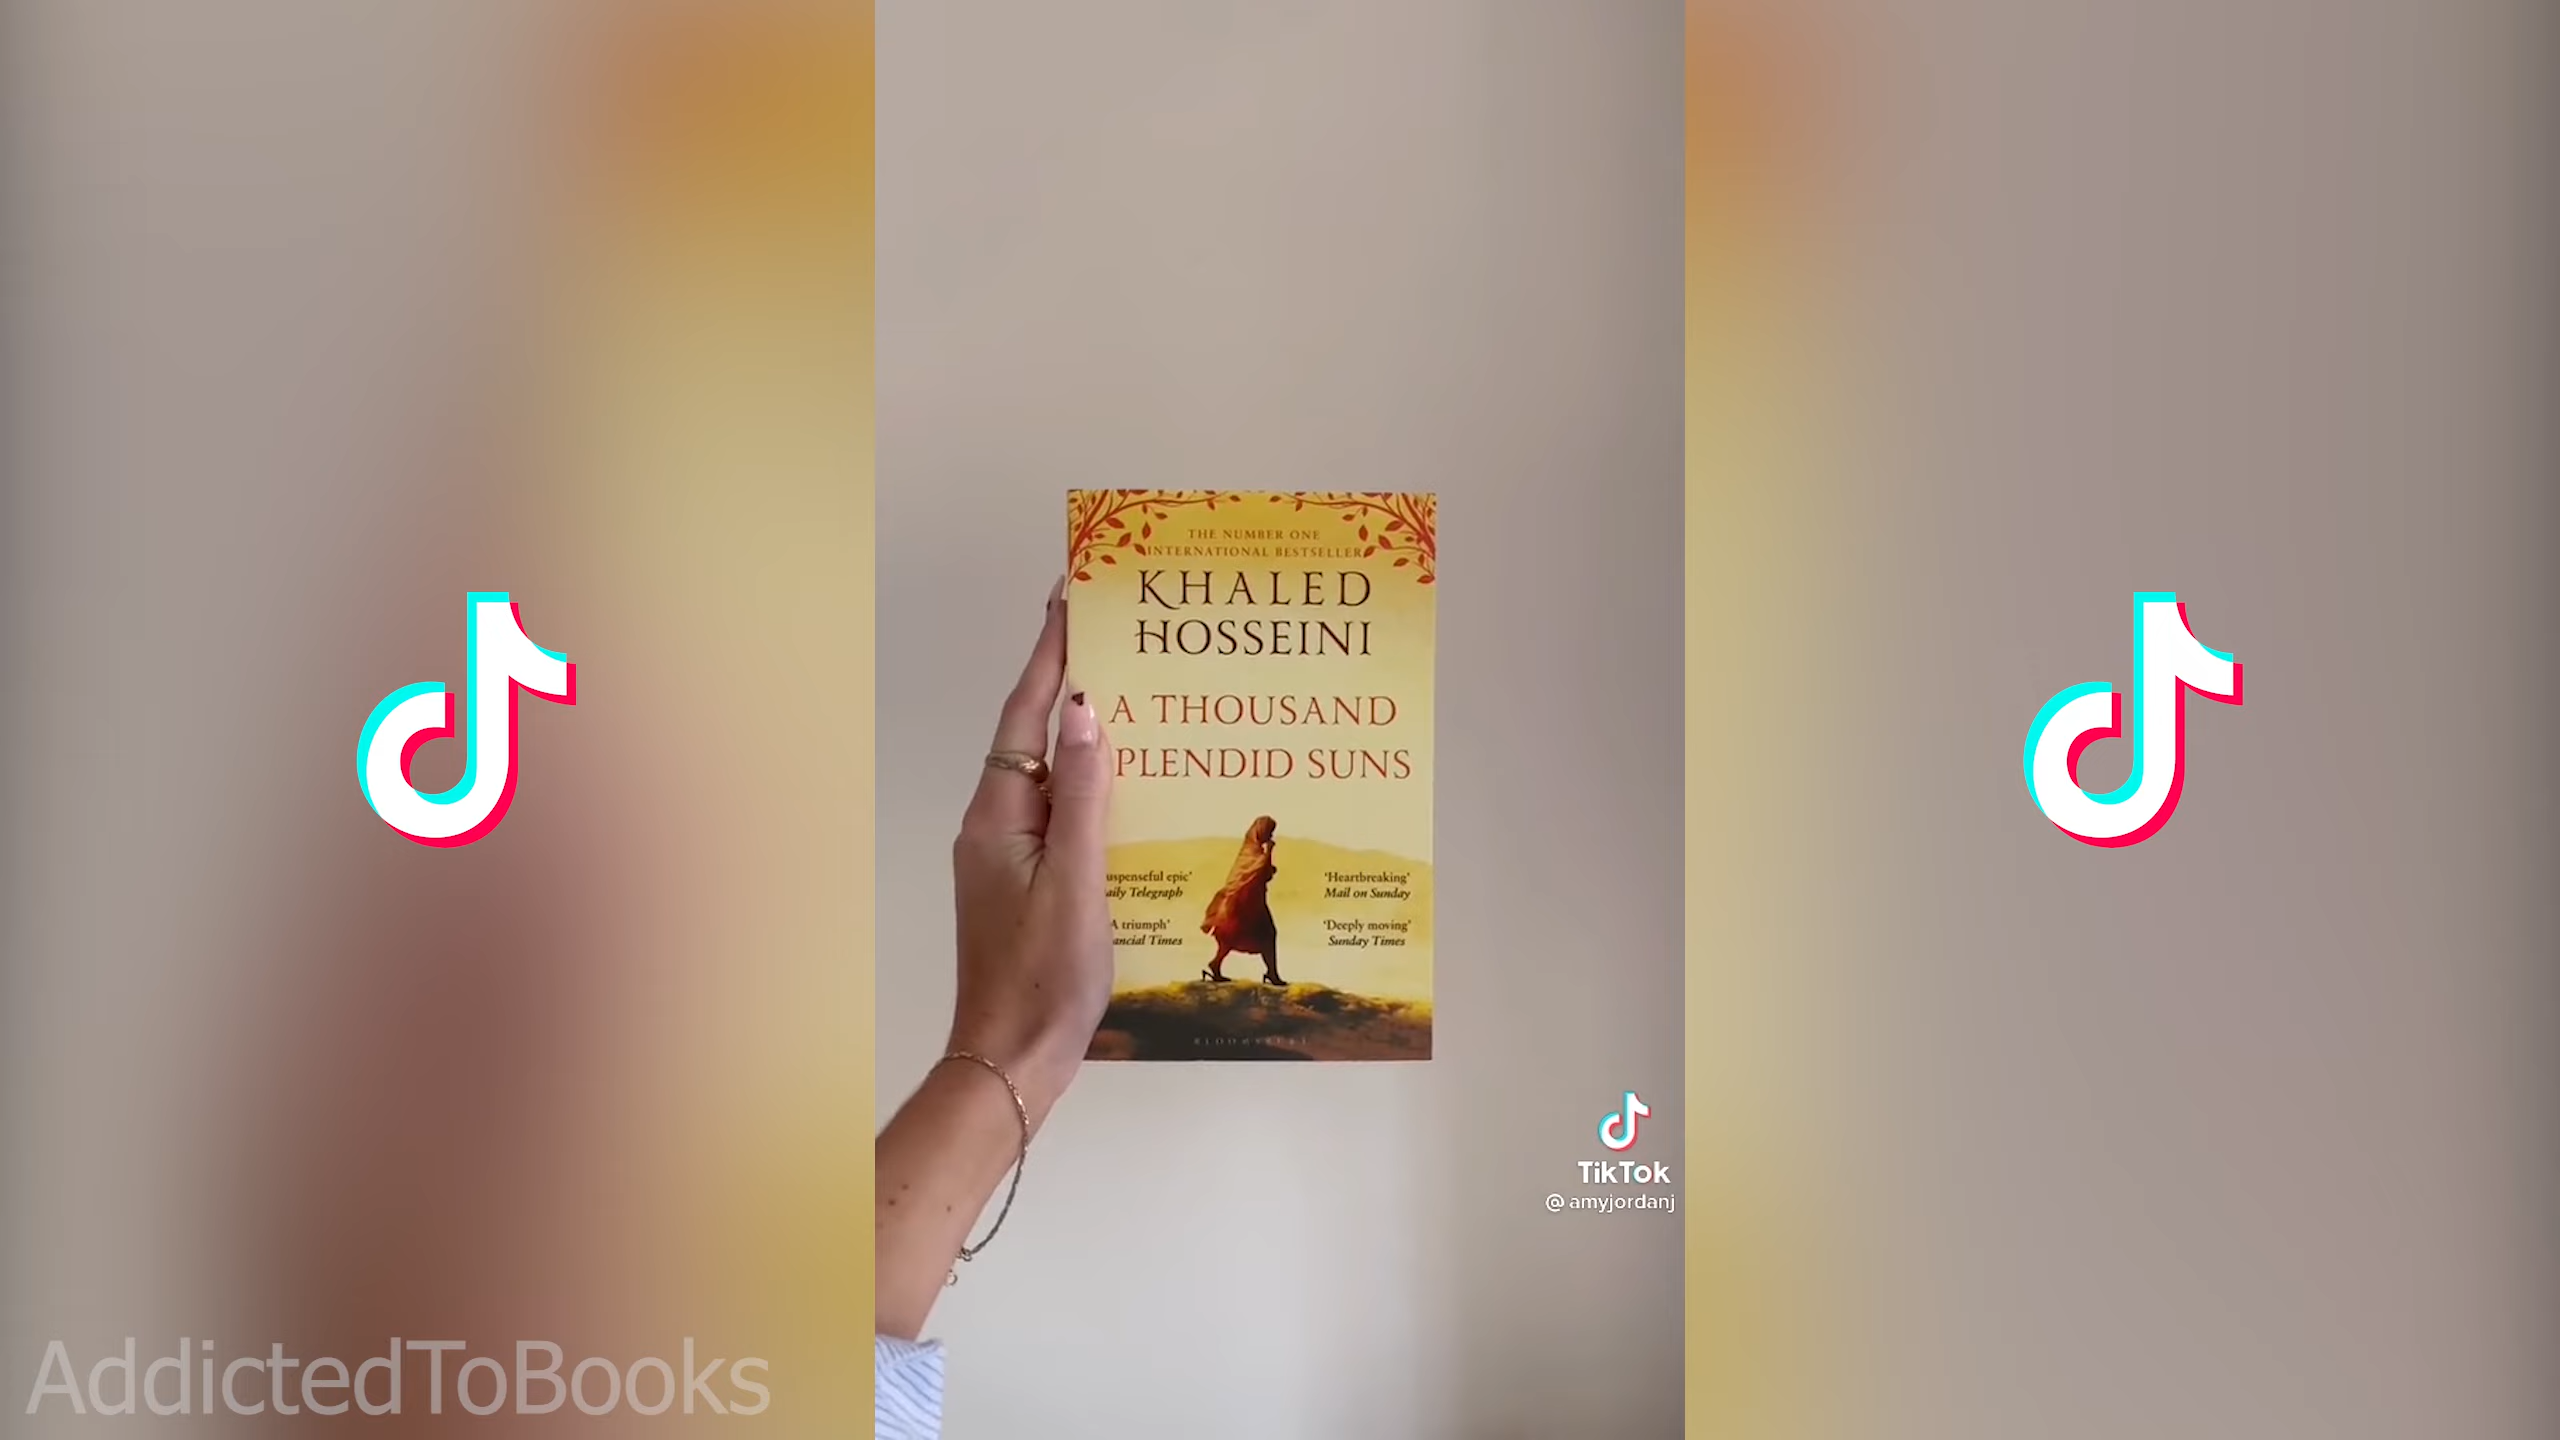 THE NUMBER ONE
INTERNATIONAL BESTSELLER
KHALED
HOSSEINI
A THOUSAND
PLENDID SUNS
uspenseful epic'
aily Telegraph
'Heartbreaking'
Mail on Sunday
A triumph'
ancial Times
'Deeply moving'
Sunday Times
BLOOMSBURY
TikTok
@ amyjordanj
AddictedToBooks